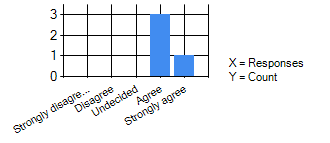 3
2
1
0
Strongly disagre...
Disagree
Undecided
Agree
Strongly agree
X = Responses
Y = Count